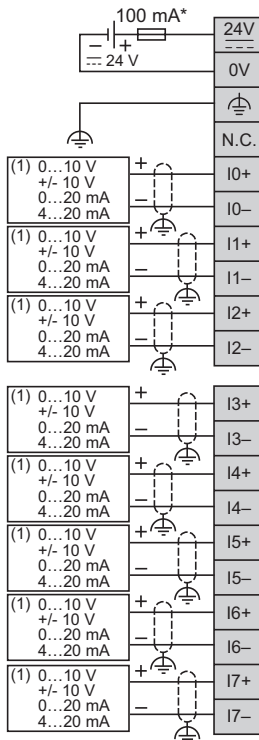 100 mA*
24V
− +
24 V
0V
N.C.
(1) 0...10 V
+/- 10 V
0...20 mA
4...20 mA
+
−
I0+
I0−
(1) 0...10 V
+/- 10 V
0...20 mA
4...20 mA
+
−
I1+
I1−
(1) 0...10 V
+/- 10 V
0...20 mA
4...20 mA
+
−
I2+
I2−
(1) 0...10 V
+/- 10 V
0...20 mA
4...20 mA
+
−
I3+
I3−
(1) 0...10 V
+/- 10 V
0...20 mA
4...20 mA
+
−
I4+
I4−
(1) 0...10 V
+/- 10 V
0...20 mA
4...20 mA
+
−
I5+
I5−
(1) 0...10 V
+/- 10 V
0...20 mA
4...20 mA
+
−
I6+
I6−
(1) 0...10 V
+/- 10 V
0...20 mA
4...20 mA
+
−
I7+
I7−